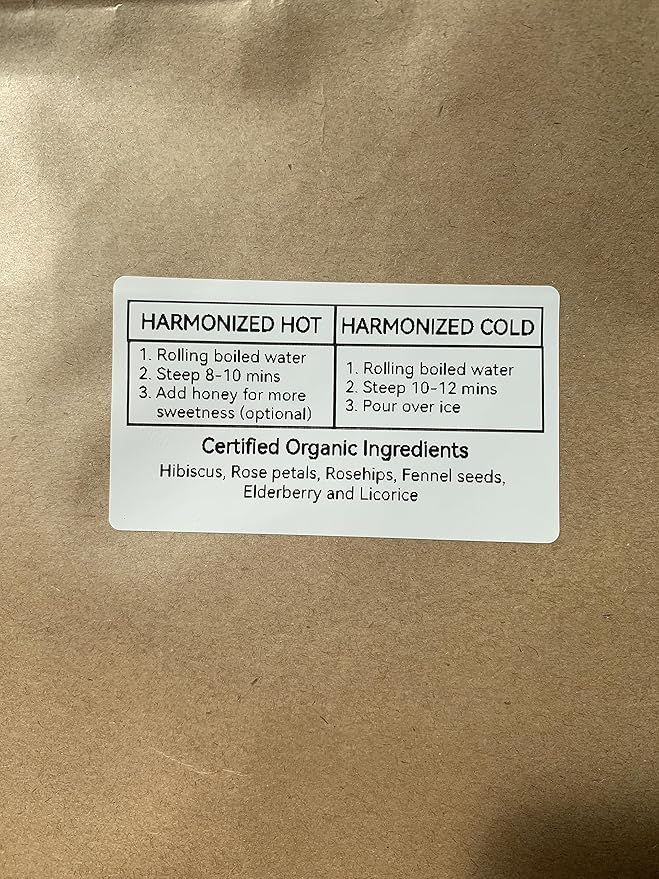 HARMONIZED HOT
1. Rolling boiled water
2. Steep 8-10 mins
3. Add honey for more
sweetness (optional)
HARMONIZED COLD
1. Rolling boiled water
2. Steep 10-12 mins
3. Pour over ice
Certified Organic Ingredients
Hibiscus, Rose petals, Rosehips, Fennel seeds,
Elderberry and Licorice